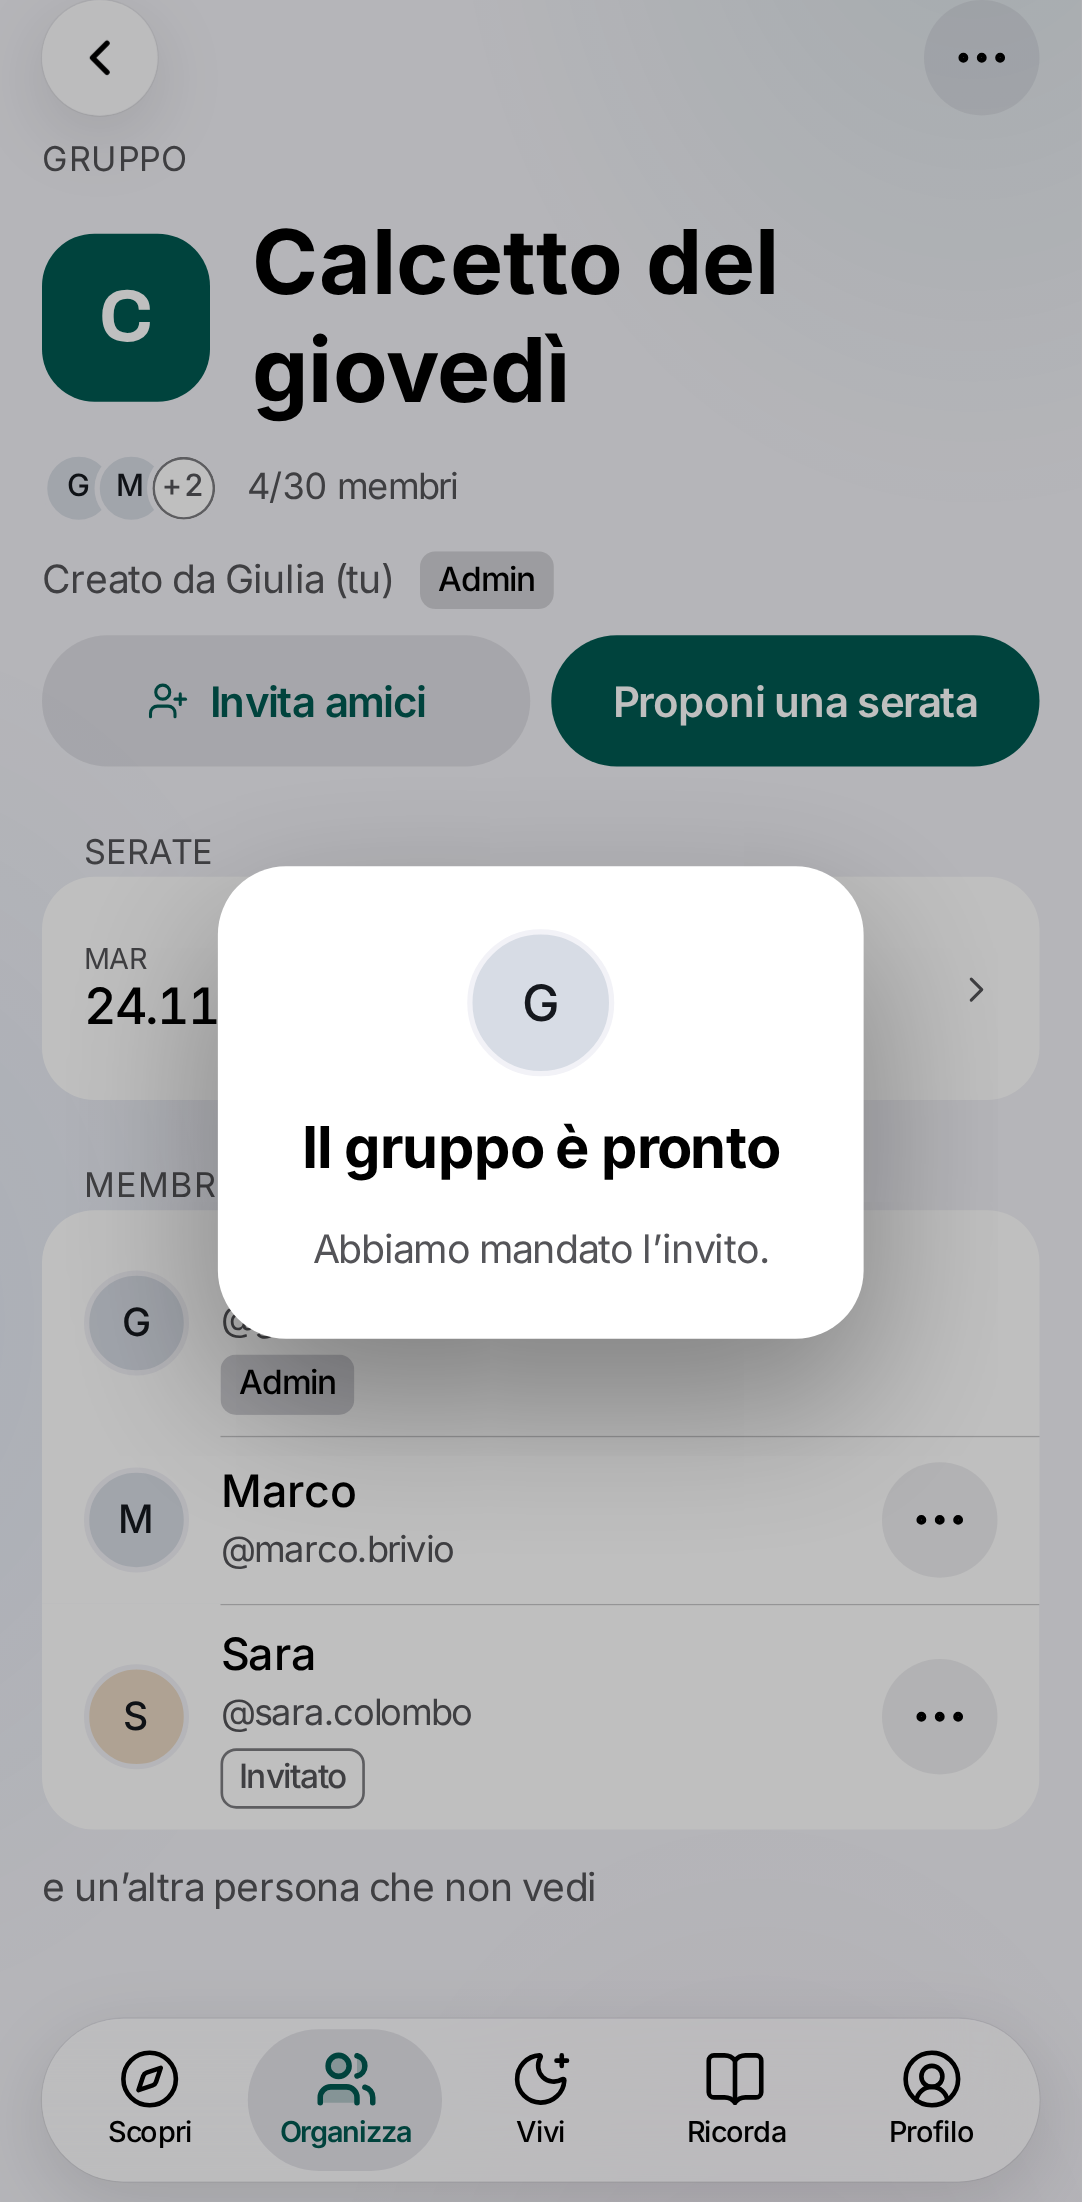 GRUPPO
C
Calcetto del
giovedì
G M +2 4/30 membri
Creato da Giulia (tu) Admin
Invita amici
Proponi una serata
SERATE
MAR
24.11
G
Il gruppo è pronto
Abbiamo mandato l’invito.
G
Admin
M
Marco
@marco.brivio
S
Sara
@sara.colombo
Invitato
e un’altra persona che non vedi
Scopri Organizza Vivi Ricorda Profilo